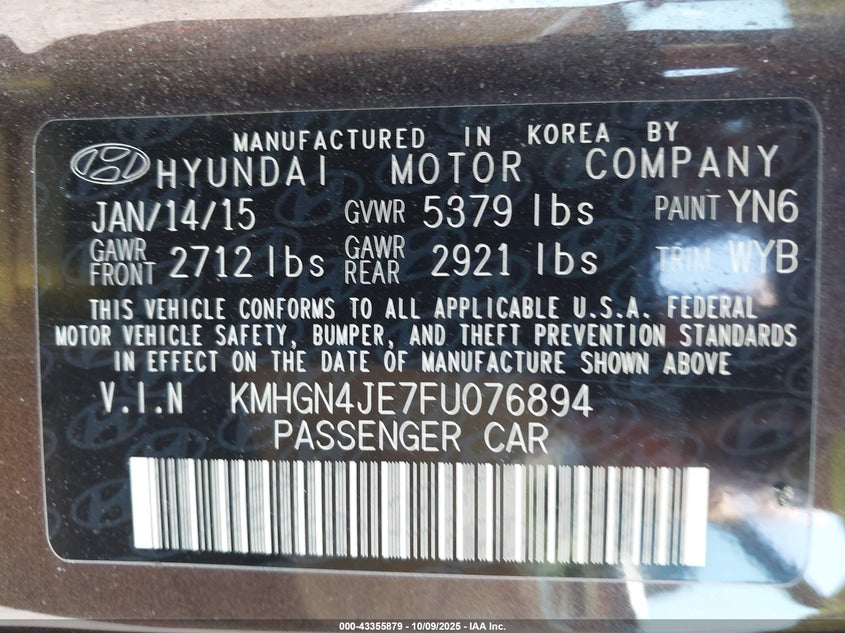 MANUFACTURED IN KOREA BY
HYUNDAI MOTOR COMPANY
JAN/14/15 GVWR 5379 lbs PAINT YN6
GAWR FRONT 2712 lbs GAWR REAR 2921 lbs TRIM WYB
THIS VEHICLE CONFORMS TO ALL APPLICABLE U.S.A. FEDERAL
MOTOR VEHICLE SAFETY, BUMPER, AND THEFT PREVENTION STANDARDS
IN EFFECT ON THE DATE OF MANUFACTURE SHOWN ABOVE
V.I.N KMHGN4JE7FU076894
PASSENGER CAR
000-43355879 - 10/09/2025 - IAA Inc.